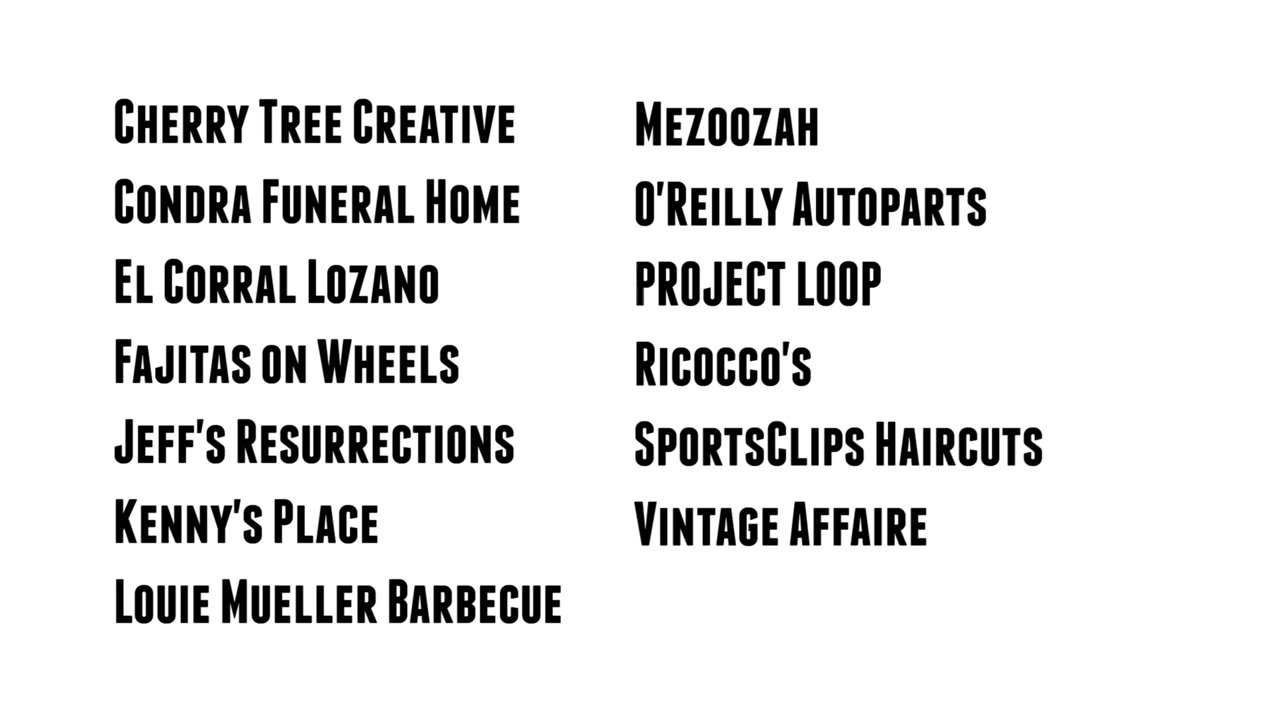 Cherry Tree Creative
Condra Funeral Home
El Corral Lozano
Fajitas on Wheels
Jeff's Resurrections
Kenny's Place
Louie Mueller Barbecue
Mezoozah
O'Reilly Autoparts
PROJECT LOOP
Ricocco's
SportsClips Haircuts
Vintage Affaire